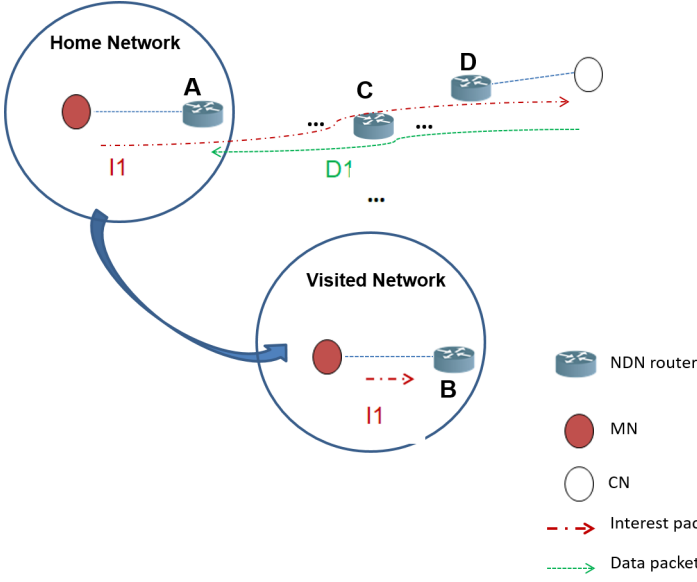 Home Network
A
C
D
...
...
I1
D1
...
Visited Network
B
I1
NDN router
MN
CN
Interest pac
Data packet